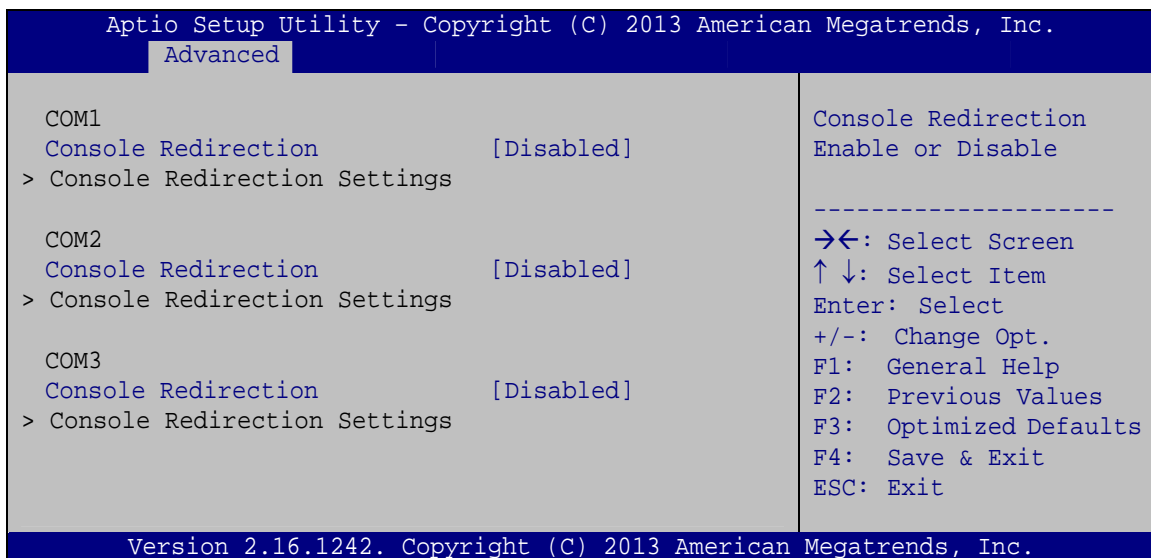 Aptio Setup Utility – Copyright (C) 2013 American Megatrends, Inc.
Advanced
COM1
Console Redirection [Disabled]
> Console Redirection Settings
COM2
Console Redirection [Disabled]
> Console Redirection Settings
COM3
Console Redirection [Disabled]
> Console Redirection Settings
Console Redirection
Enable or Disable
---------------------
→←: Select Screen
↑ ↓: Select Item
Enter: Select
+/-: Change Opt.
F1: General Help
F2: Previous Values
F3: Optimized Defaults
F4: Save & Exit
ESC: Exit
Version 2.16.1242. Copyright (C) 2013 American Megatrends, Inc.